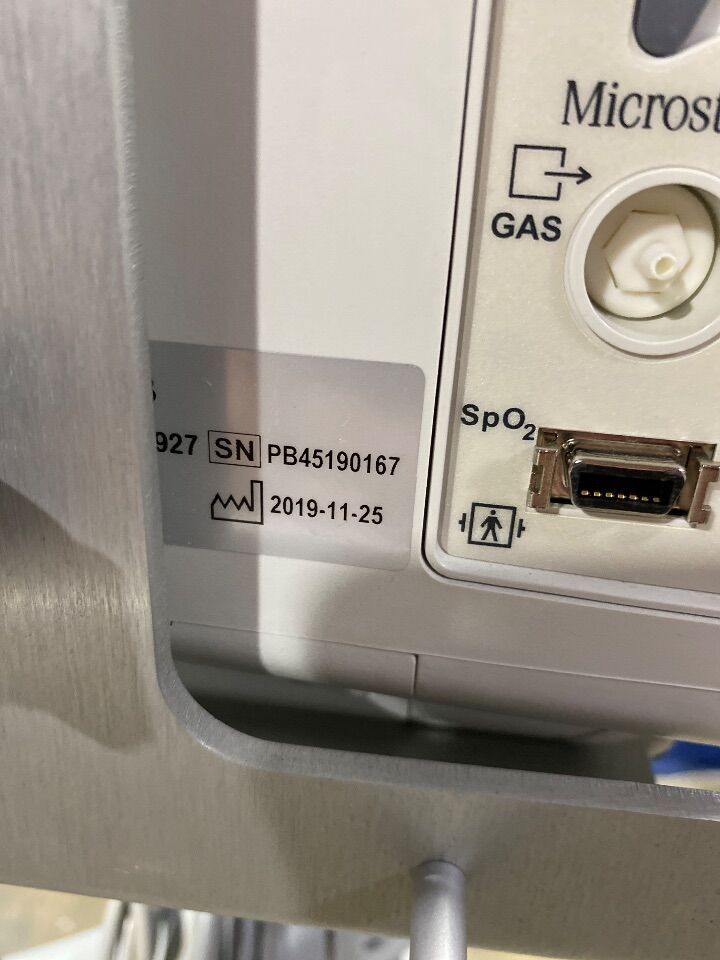 Microst
GAS
SpO2
927 SN PB45190167
2019-11-25